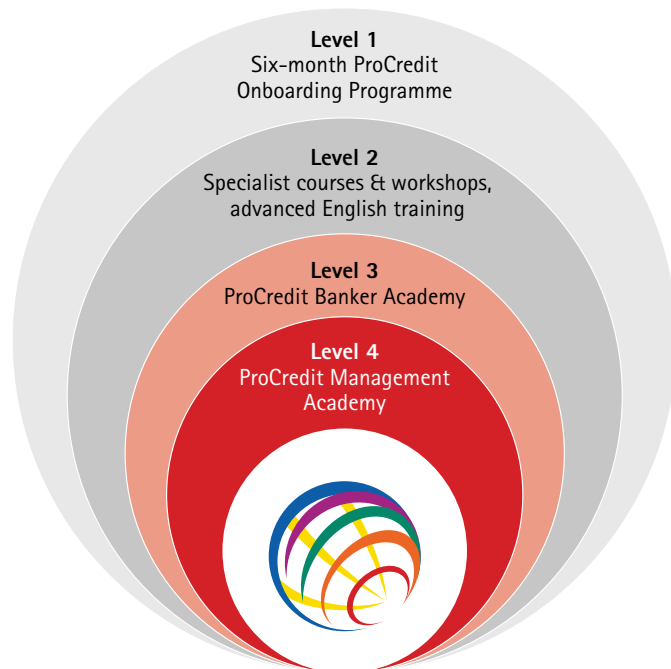 Level 1
Six-month ProCredit
Onboarding Programme
Level 2
Specialist courses & workshops,
advanced English training
Level 3
ProCredit Banker Academy
Level 4
ProCredit Management
Academy